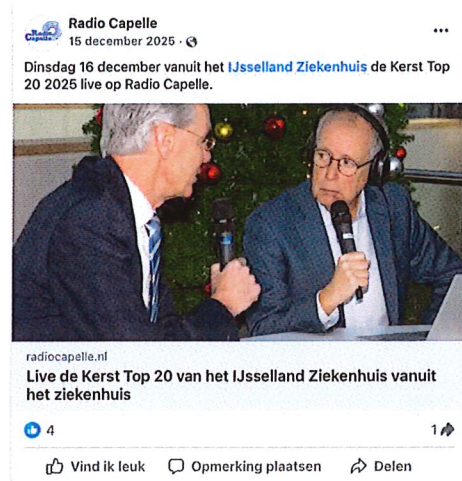 Radio Capelle
Radio Capelle
15 december 2025 ·
Dinsdag 16 december vanuit het IJsselland Ziekenhuis de Kerst Top
20 2025 live op Radio Capelle.
radiocapelle.nl
Live de Kerst Top 20 van het IJsselland Ziekenhuis vanuit
het ziekenhuis
4
1
Vind ik leuk
Opmerking plaatsen
Delen